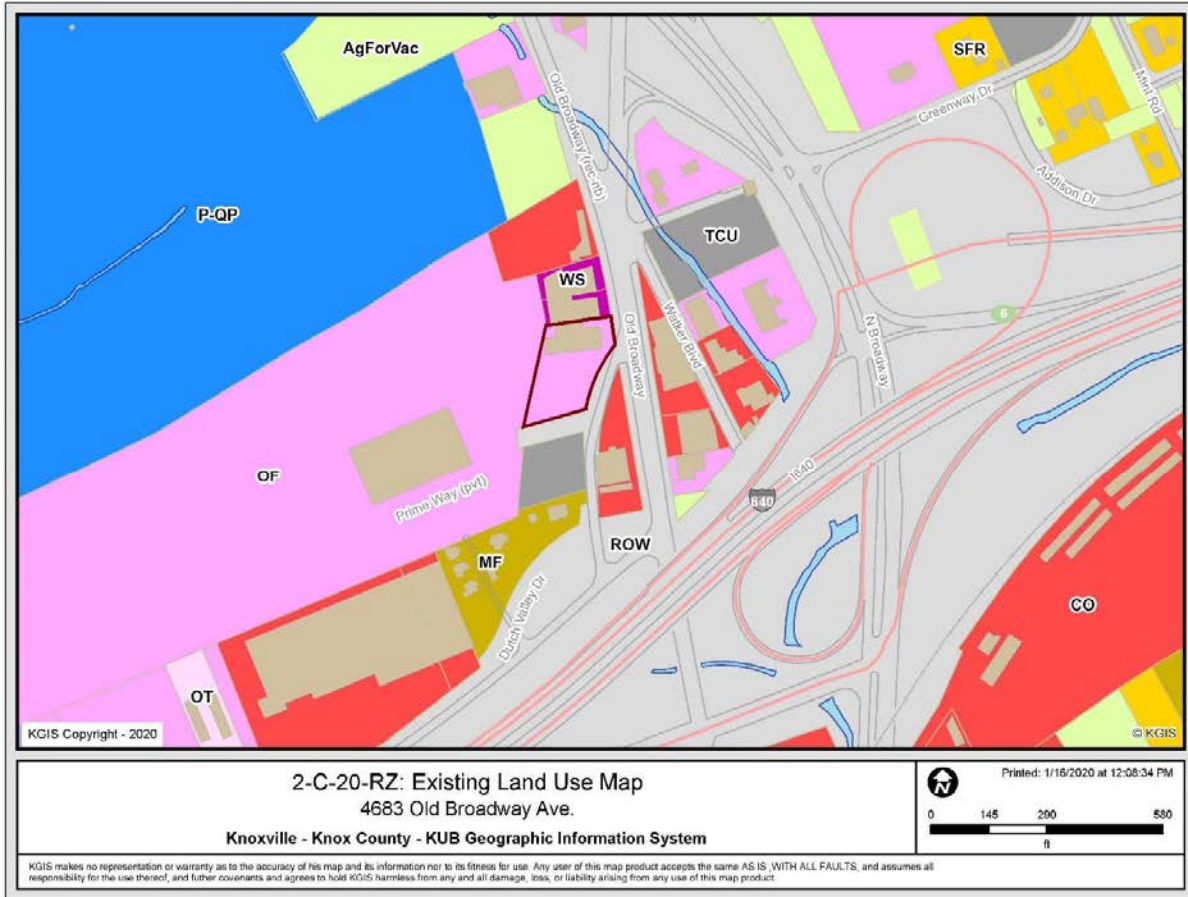 AgForVac
SFR
Old Broadway (rec-nb)
Greenway Dr
Mint Rd
Addison Dr
P-QP
TCU
WS
Walker Blvd
Old Broadway
N Broadway
6
I640
640
OF
Prime Way (pvt)
ROW
MF
Dutch Valley Dr
CO
OT
KGIS Copyright - 2020
© KGIS
2-C-20-RZ: Existing Land Use Map
4683 Old Broadway Ave.
Knoxville - Knox County - KUB Geographic Information System
N
Printed: 1/16/2020 at 12:08:34 PM
0 145 290 580
ft
KGIS makes no representation or warranty as to the accuracy of his map and its information nor to its fitness for use. Any user of this map product accepts the same AS IS ,WITH ALL FAULTS, and assumes all
responsibility for the use thereof, and futher covenants and agrees to hold KGIS harmless from any and all damage, loss, or liability arising from any use of this map product.